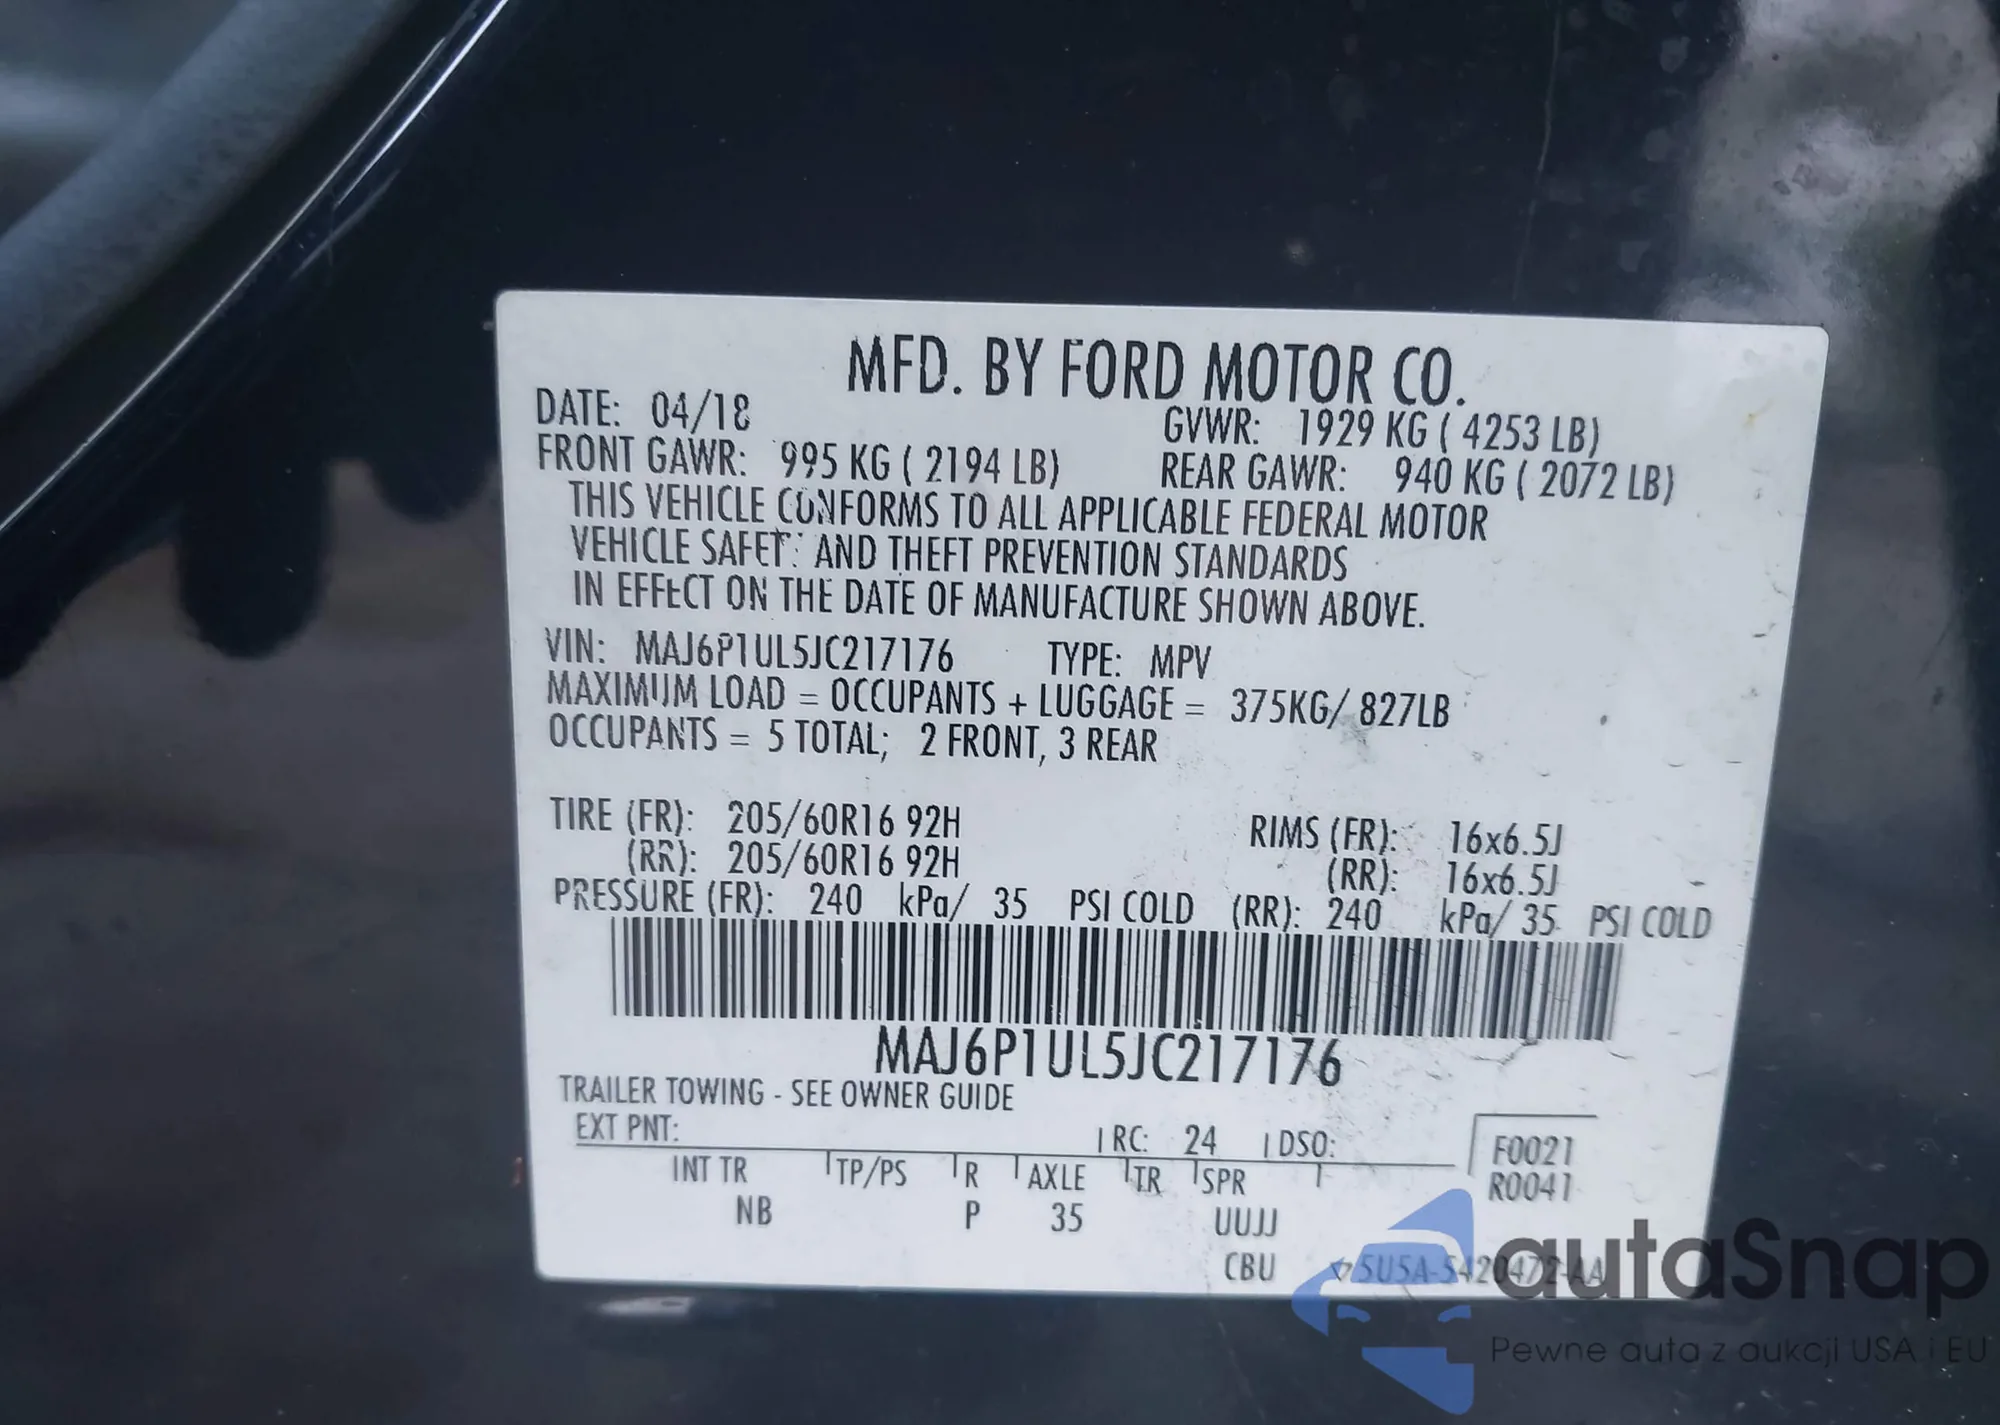 MFD. BY FORD MOTOR CO.
DATE: 04/18 GVWR: 1929 KG ( 4253 LB)
FRONT GAWR: 995 KG ( 2194 LB) REAR GAWR: 940 KG ( 2072 LB)
THIS VEHICLE CONFORMS TO ALL APPLICABLE FEDERAL MOTOR
VEHICLE SAFETY AND THEFT PREVENTION STANDARDS
IN EFFECT ON THE DATE OF MANUFACTURE SHOWN ABOVE.
VIN: MAJ6P1UL5JC217176 TYPE: MPV
MAXIMUM LOAD = OCCUPANTS + LUGGAGE = 375KG/ 827LB
OCCUPANTS = 5 TOTAL; 2 FRONT, 3 REAR
TIRE (FR): 205/60R16 92H RIMS (FR): 16x6.5J
(RR): 205/60R16 92H (RR): 16x6.5J
PRESSURE (FR): 240 kPa/ 35 PSI COLD (RR): 240 kPa/ 35 PSI COLD
MAJ6P1UL5JC217176
TRAILER TOWING - SEE OWNER GUIDE
EXT PNT: RC: 24 DSO: F0021
INT TR TP/PS R AXLE TR SPR R0041
NB P 35 UUJJ
CBU 5U5A-5420472-AA
autaSnap
Pewne auta z aukcji USA i EU